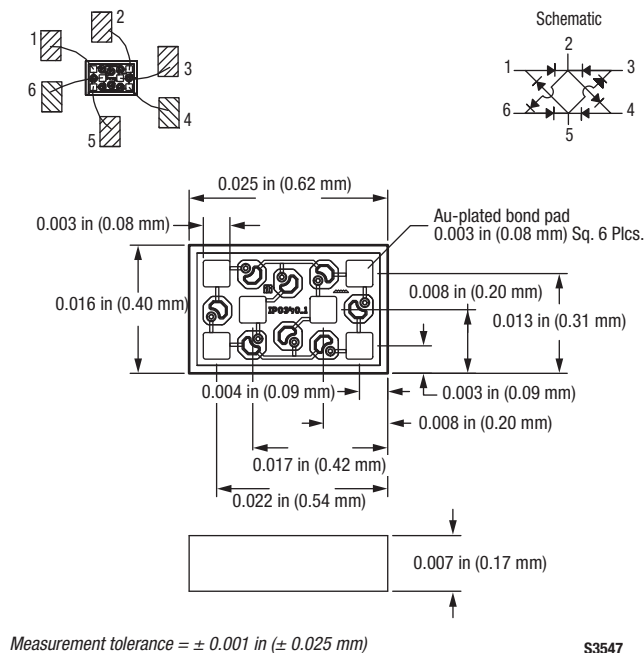 1
2
3
4
5
6
Schematic
2
1
3
6
4
5
0.025 in (0.62 mm)
0.003 in (0.08 mm)
Au-plated bond pad
0.003 in (0.08 mm) Sq. 6 Plcs.
0.016 in (0.40 mm)
0.008 in (0.20 mm)
0.013 in (0.31 mm)
0.004 in (0.09 mm)
0.003 in (0.09 mm)
0.008 in (0.20 mm)
0.017 in (0.42 mm)
0.022 in (0.54 mm)
0.007 in (0.17 mm)
Measurement tolerance = ± 0.001 in (± 0.025 mm)
S3547